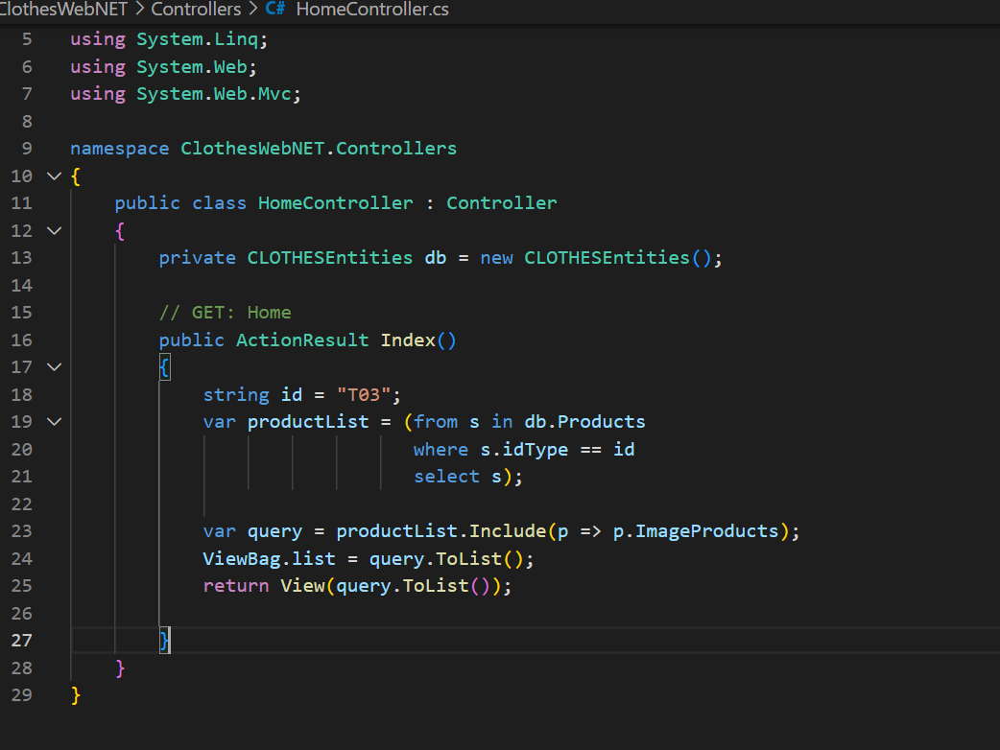 ClothesWebNET > Controllers > C# HomeController.cs
5 using System.Linq;
6 using System.Web;
7 using System.Web.Mvc;
8
9 namespace ClothesWebNET.Controllers
10 {
11 public class HomeController : Controller
12 {
13 private CLOTHESEntities db = new CLOTHESEntities();
14
15 // GET: Home
16 public ActionResult Index()
17 {
18 string id = "T03";
19 var productList = (from s in db.Products
20 where s.idType == id
21 select s);
22
23 var query = productList.Include(p => p.ImageProducts);
24 ViewBag.list = query.ToList();
25 return View(query.ToList());
26
27 }
28 }
29 }